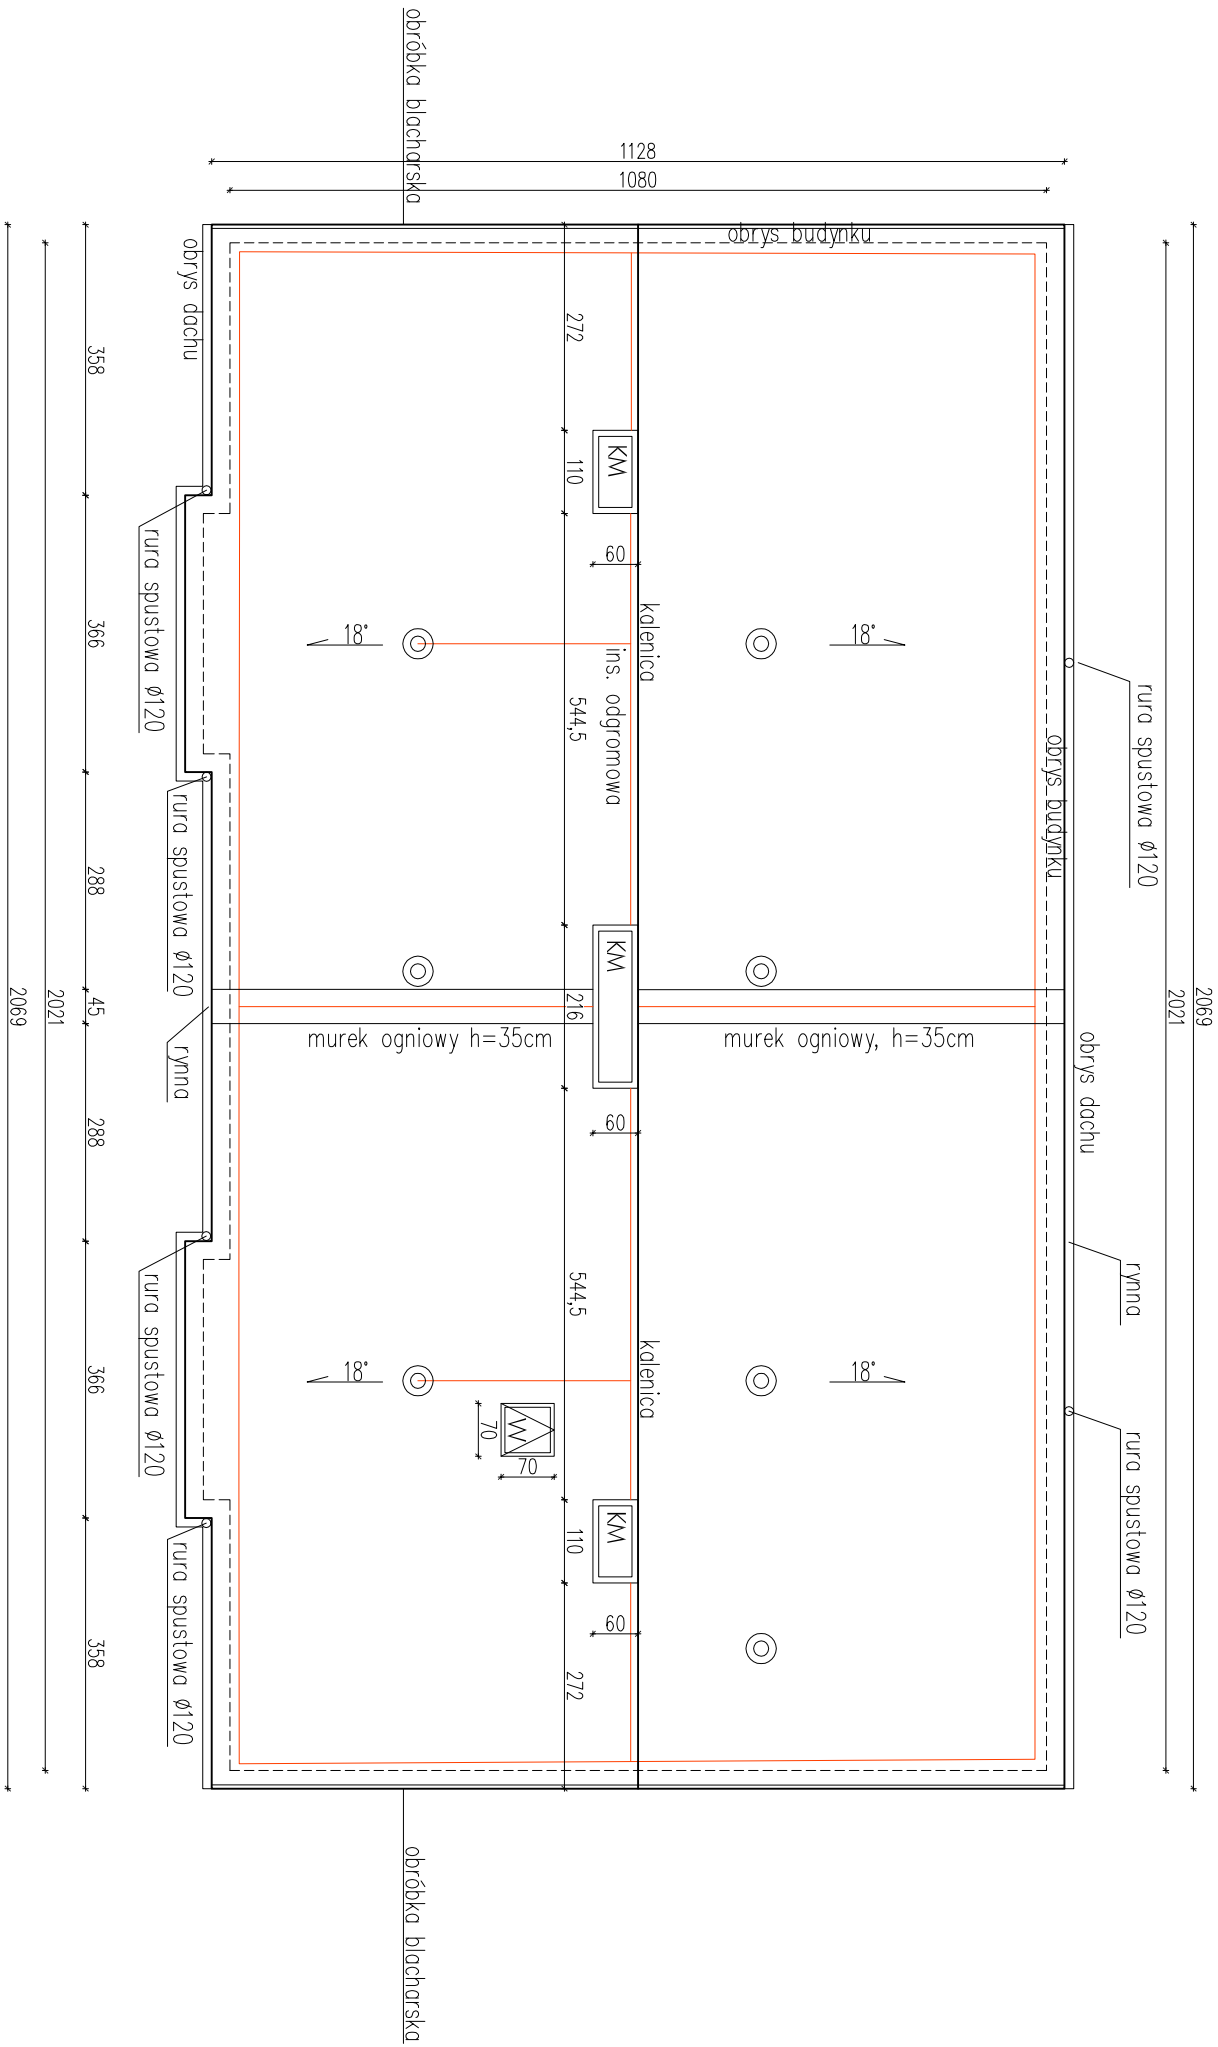 obróbka blacharska
1128
1080
obrys budynku
obrys dachu
2069
2021
272
358
110
KM
60
rura spustowa Ø120
366
18°
18°
kalenica
ins. odgromowa
544,5
rura spustowa Ø120
obrys budynku
rura spustowa Ø120
288
KM
216
45
2021
2069
murek ogniowy h=35cm
murek ogniowy, h=35cm
rynna
obrys dachu
288
60
rynna
rura spustowa Ø120
544,5
366
18°
18°
kalenica
W
70
70
rura spustowa Ø120
KM
110
60
rura spustowa Ø120
358
272
obróbka blacharska